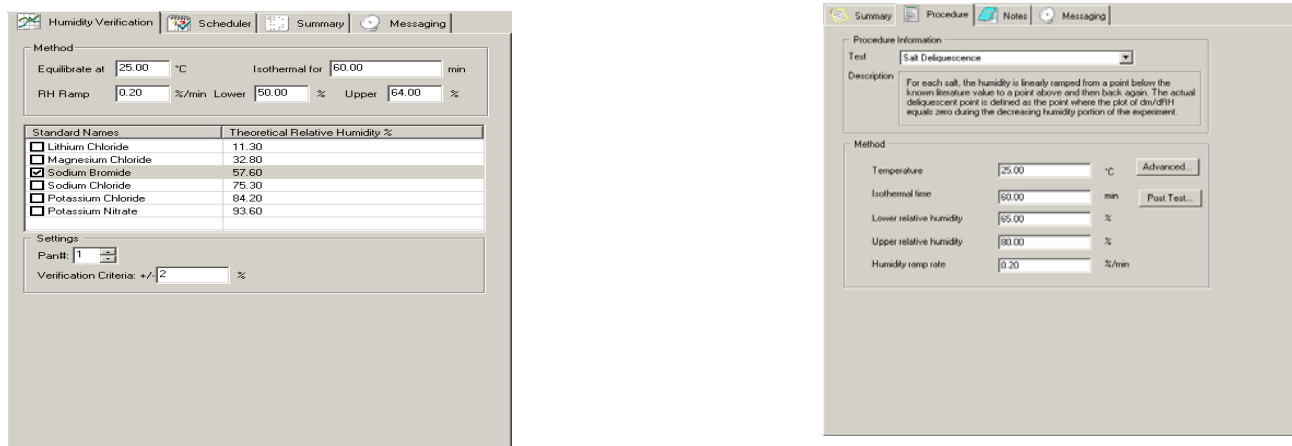 Humidity Verification Scheduler Summary Messaging
Method
Equilibrate at 25.00 °C Isothermal for 60.00 min
RH Ramp 0.20 %/min Lower 50.00 % Upper 64.00 %
Standard Names Theoretical Relative Humidity %
Lithium Chloride 11.30
Magnesium Chloride 32.80
Sodium Bromide 57.60
Sodium Chloride 75.30
Potassium Chloride 84.20
Potassium Nitrate 93.60
Settings
Pan#: 1
Verification Criteria: +/- 2 %
Summary Procedure Notes Messaging
Procedure Information
Test Salt Deliquescence
Description For each salt, the humidity is linearly ramped from a point below the
known literature value to a point above and then back again. The actual
deliquescent point is defined as the point where the plot of dm/dRH
equals zero during the decreasing humidity portion of the experiment.
Method
Temperature 25.00 °C Advanced...
Isothermal time 60.00 min Post Test...
Lower relative humidity 65.00 %
Upper relative humidity 80.00 %
Humidity ramp rate 0.20 %/min